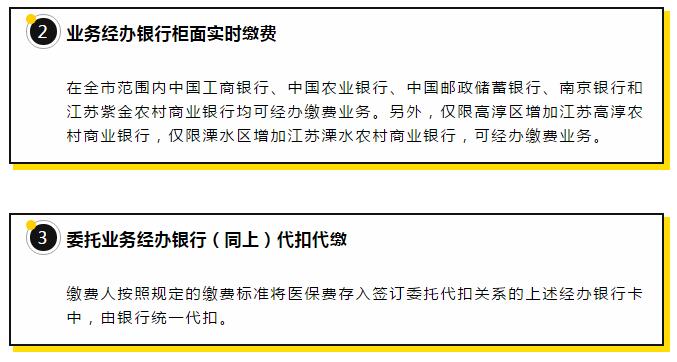 2 业务经办银行柜面实时缴费
在全市范围内中国工商银行、中国农业银行、中国邮政储蓄银行、南京银行和
江苏紫金农村商业银行均可经办缴费业务。另外，仅限高淳区增加江苏高淳农
村商业银行，仅限溧水区增加江苏溧水农村商业银行，可经办缴费业务。
3 委托业务经办银行（同上）代扣代缴
缴费人按照规定的缴费标准将医保费存入签订委托代扣关系的上述经办银行卡
中，由银行统一代扣。